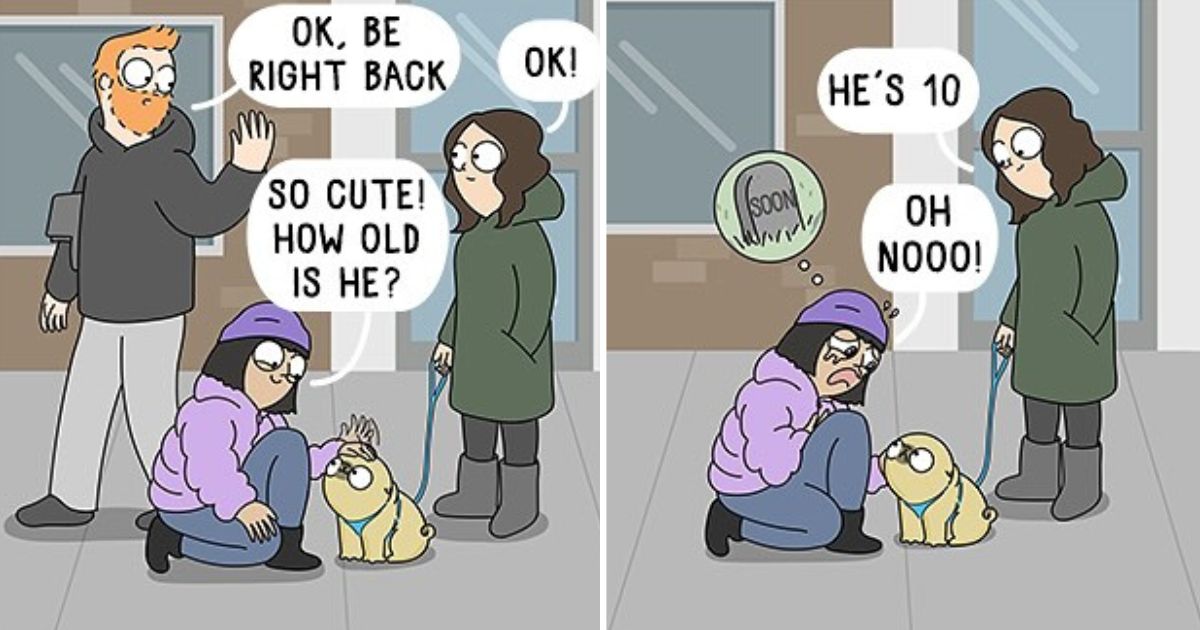 OK, BE
RIGHT BACK
OK!
SO CUTE!
HOW OLD
IS HE?
HE'S 10
SOON
OH
NOOO!